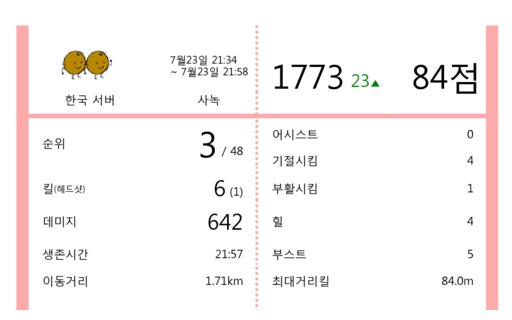 7월23일 21:34
~ 7월23일 21:58
한국 서버
사녹
1773 23▲ 84점
순위 3 / 48
킬(헤드샷) 6 (1)
데미지 642
생존시간 21:57
이동거리 1.71km
어시스트 0
기절시킴 4
부활시킴 1
힐 4
부스트 5
최대거리킬 84.0m